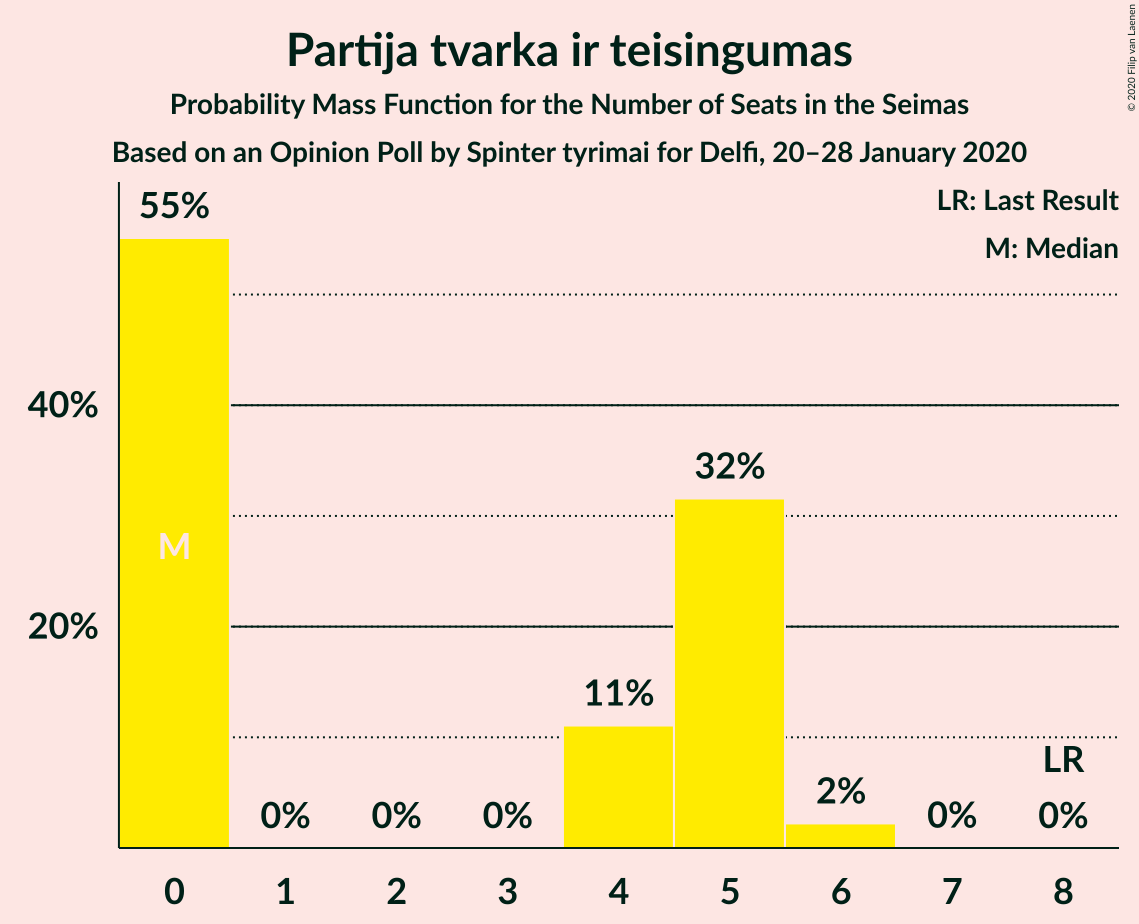 Partija tvarka ir teisingumas
Probability Mass Function for the Number of Seats in the Seimas
Based on an Opinion Poll by Spinter tyrimai for Delfi, 20–28 January 2020
© 2020 Filip van Laenen
LR: Last Result
M: Median
55%
40%
32%
M
20%
11%
LR
2%
0% 0% 0% 0% 0%
0 1 2 3 4 5 6 7 8